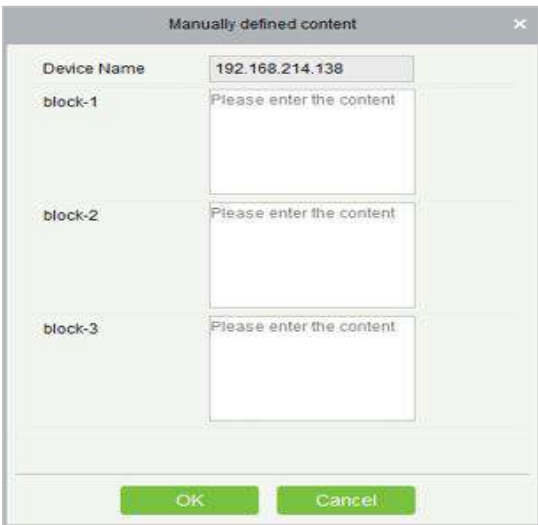 Manually defined content ×
Device Name 192.168.214.138
block-1 Please enter the content
block-2 Please enter the content
block-3 Please enter the content
OK Cancel